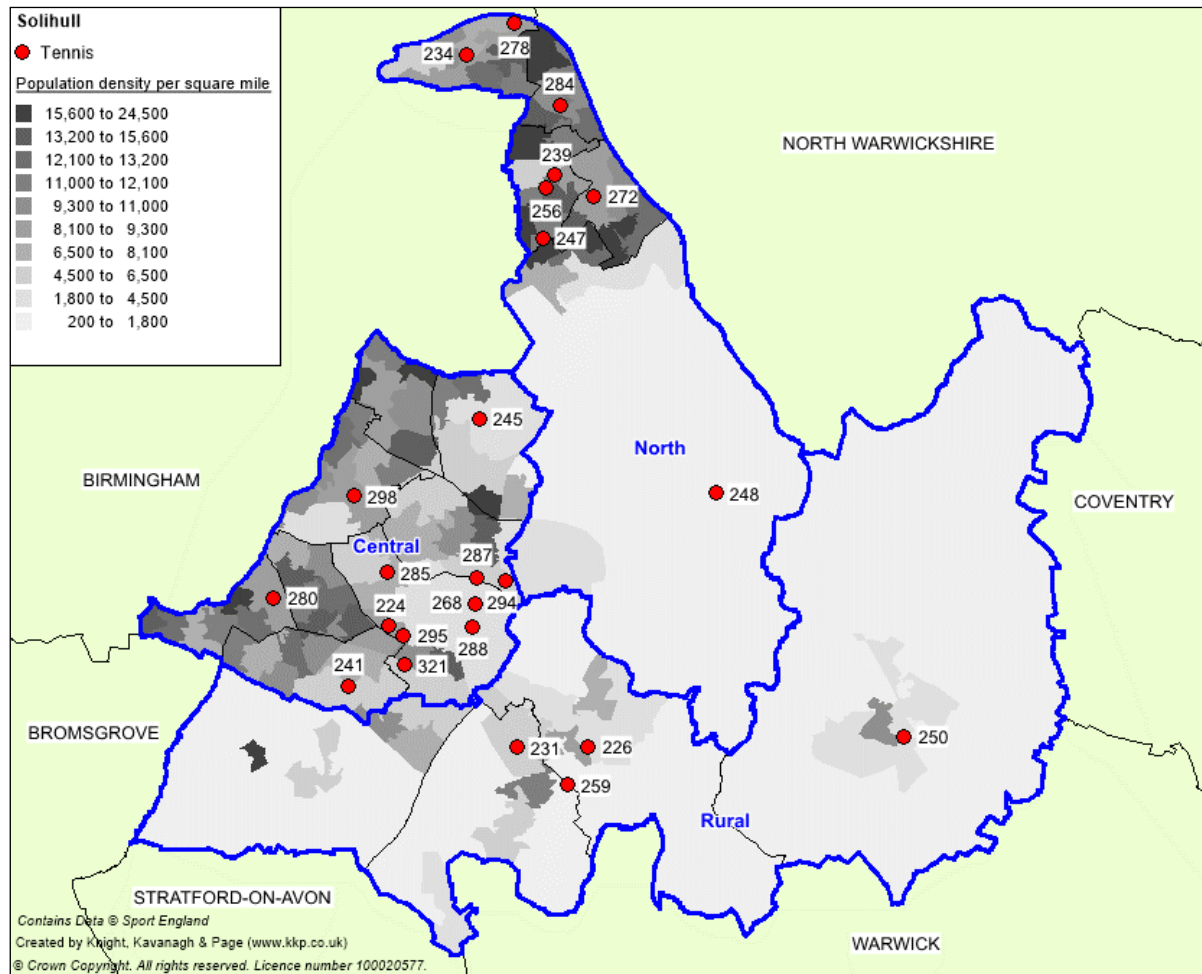 Solihull
Tennis
Population density per square mile
15,600 to 24,500
13,200 to 15,600
12,100 to 13,200
11,000 to 12,100
9,300 to 11,000
8,100 to 9,300
6,500 to 8,100
4,500 to 6,500
1,800 to 4,500
200 to 1,800
234
278
284
NORTH WARWICKSHIRE
239
272
256
247
245
North
BIRMINGHAM
248
298
COVENTRY
Central
287
285
280
224
268
294
295
288
321
241
BROMSGROVE
231
226
250
259
Rural
STRATFORD-ON-AVON
WARWICK
Contains Data © Sport England
Created by Knight, Kavanagh & Page (www.kkp.co.uk)
© Crown Copyright. All rights reserved. Licence number 100020577.